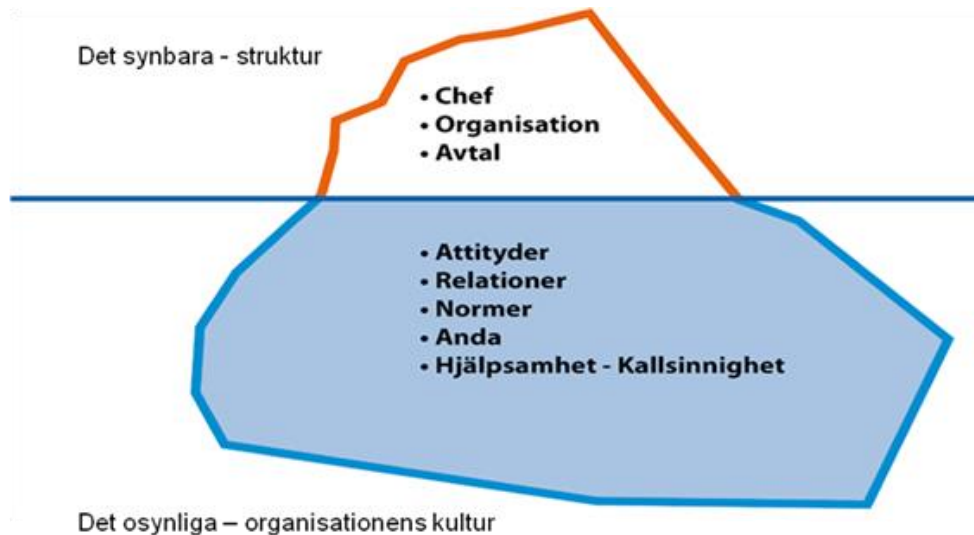 Det synbara - struktur
• Chef
• Organisation
• Avtal
• Attityder
• Relationer
• Normer
• Anda
• Hjälpsamhet - Kallsinnighet
Det osynliga – organisationens kultur